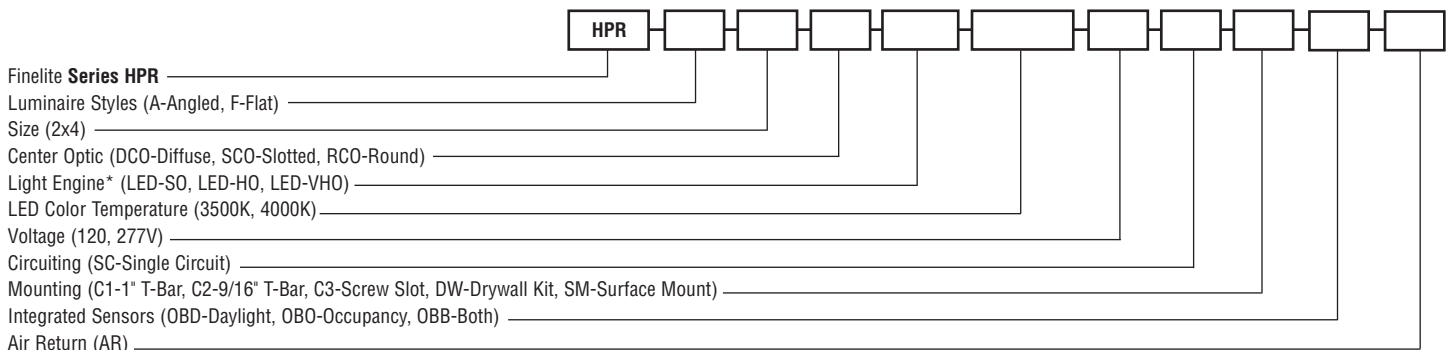 HPR
Finelite Series HPR
Luminaire Styles (A-Angled, F-Flat)
Size (2x4)
Center Optic (DCO-Diffuse, SCO-Slotted, RCO-Round)
Light Engine* (LED-SO, LED-HO, LED-VHO)
LED Color Temperature (3500K, 4000K)
Voltage (120, 277V)
Circuiting (SC-Single Circuit)
Mounting (C1-1" T-Bar, C2-9/16" T-Bar, C3-Screw Slot, DW-Drywall Kit, SM-Surface Mount)
Integrated Sensors (OBD-Daylight, OBO-Occupancy, OBB-Both)
Air Return (AR)